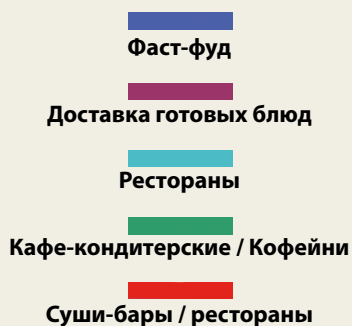 Фаст-фуд
Доставка готовых блюд
Рестораны
Кафе-кондитерские / Кофейни
Суши-бары / рестораны